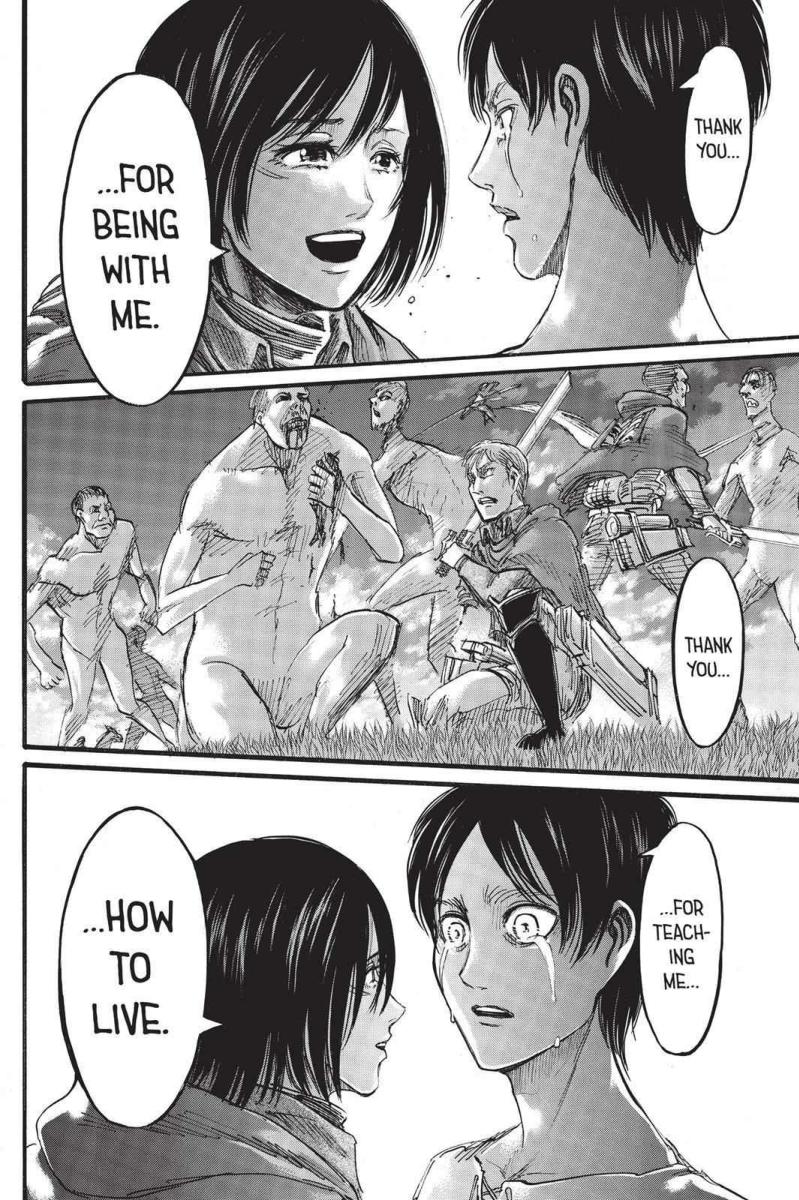 THANK
YOU...
...FOR
BEING
WITH
ME.
THANK
YOU...
...FOR
TEACH-
ING
ME...
...HOW
TO
LIVE.